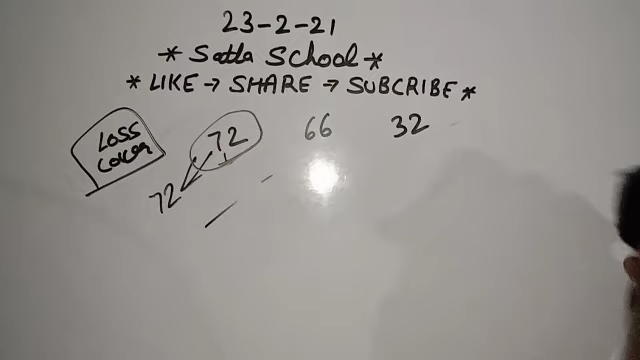 23-2-21
* Satta School *
* LIKE → SHARE → SUBCRIBE *
LOSS
COVER
72 66 32
72